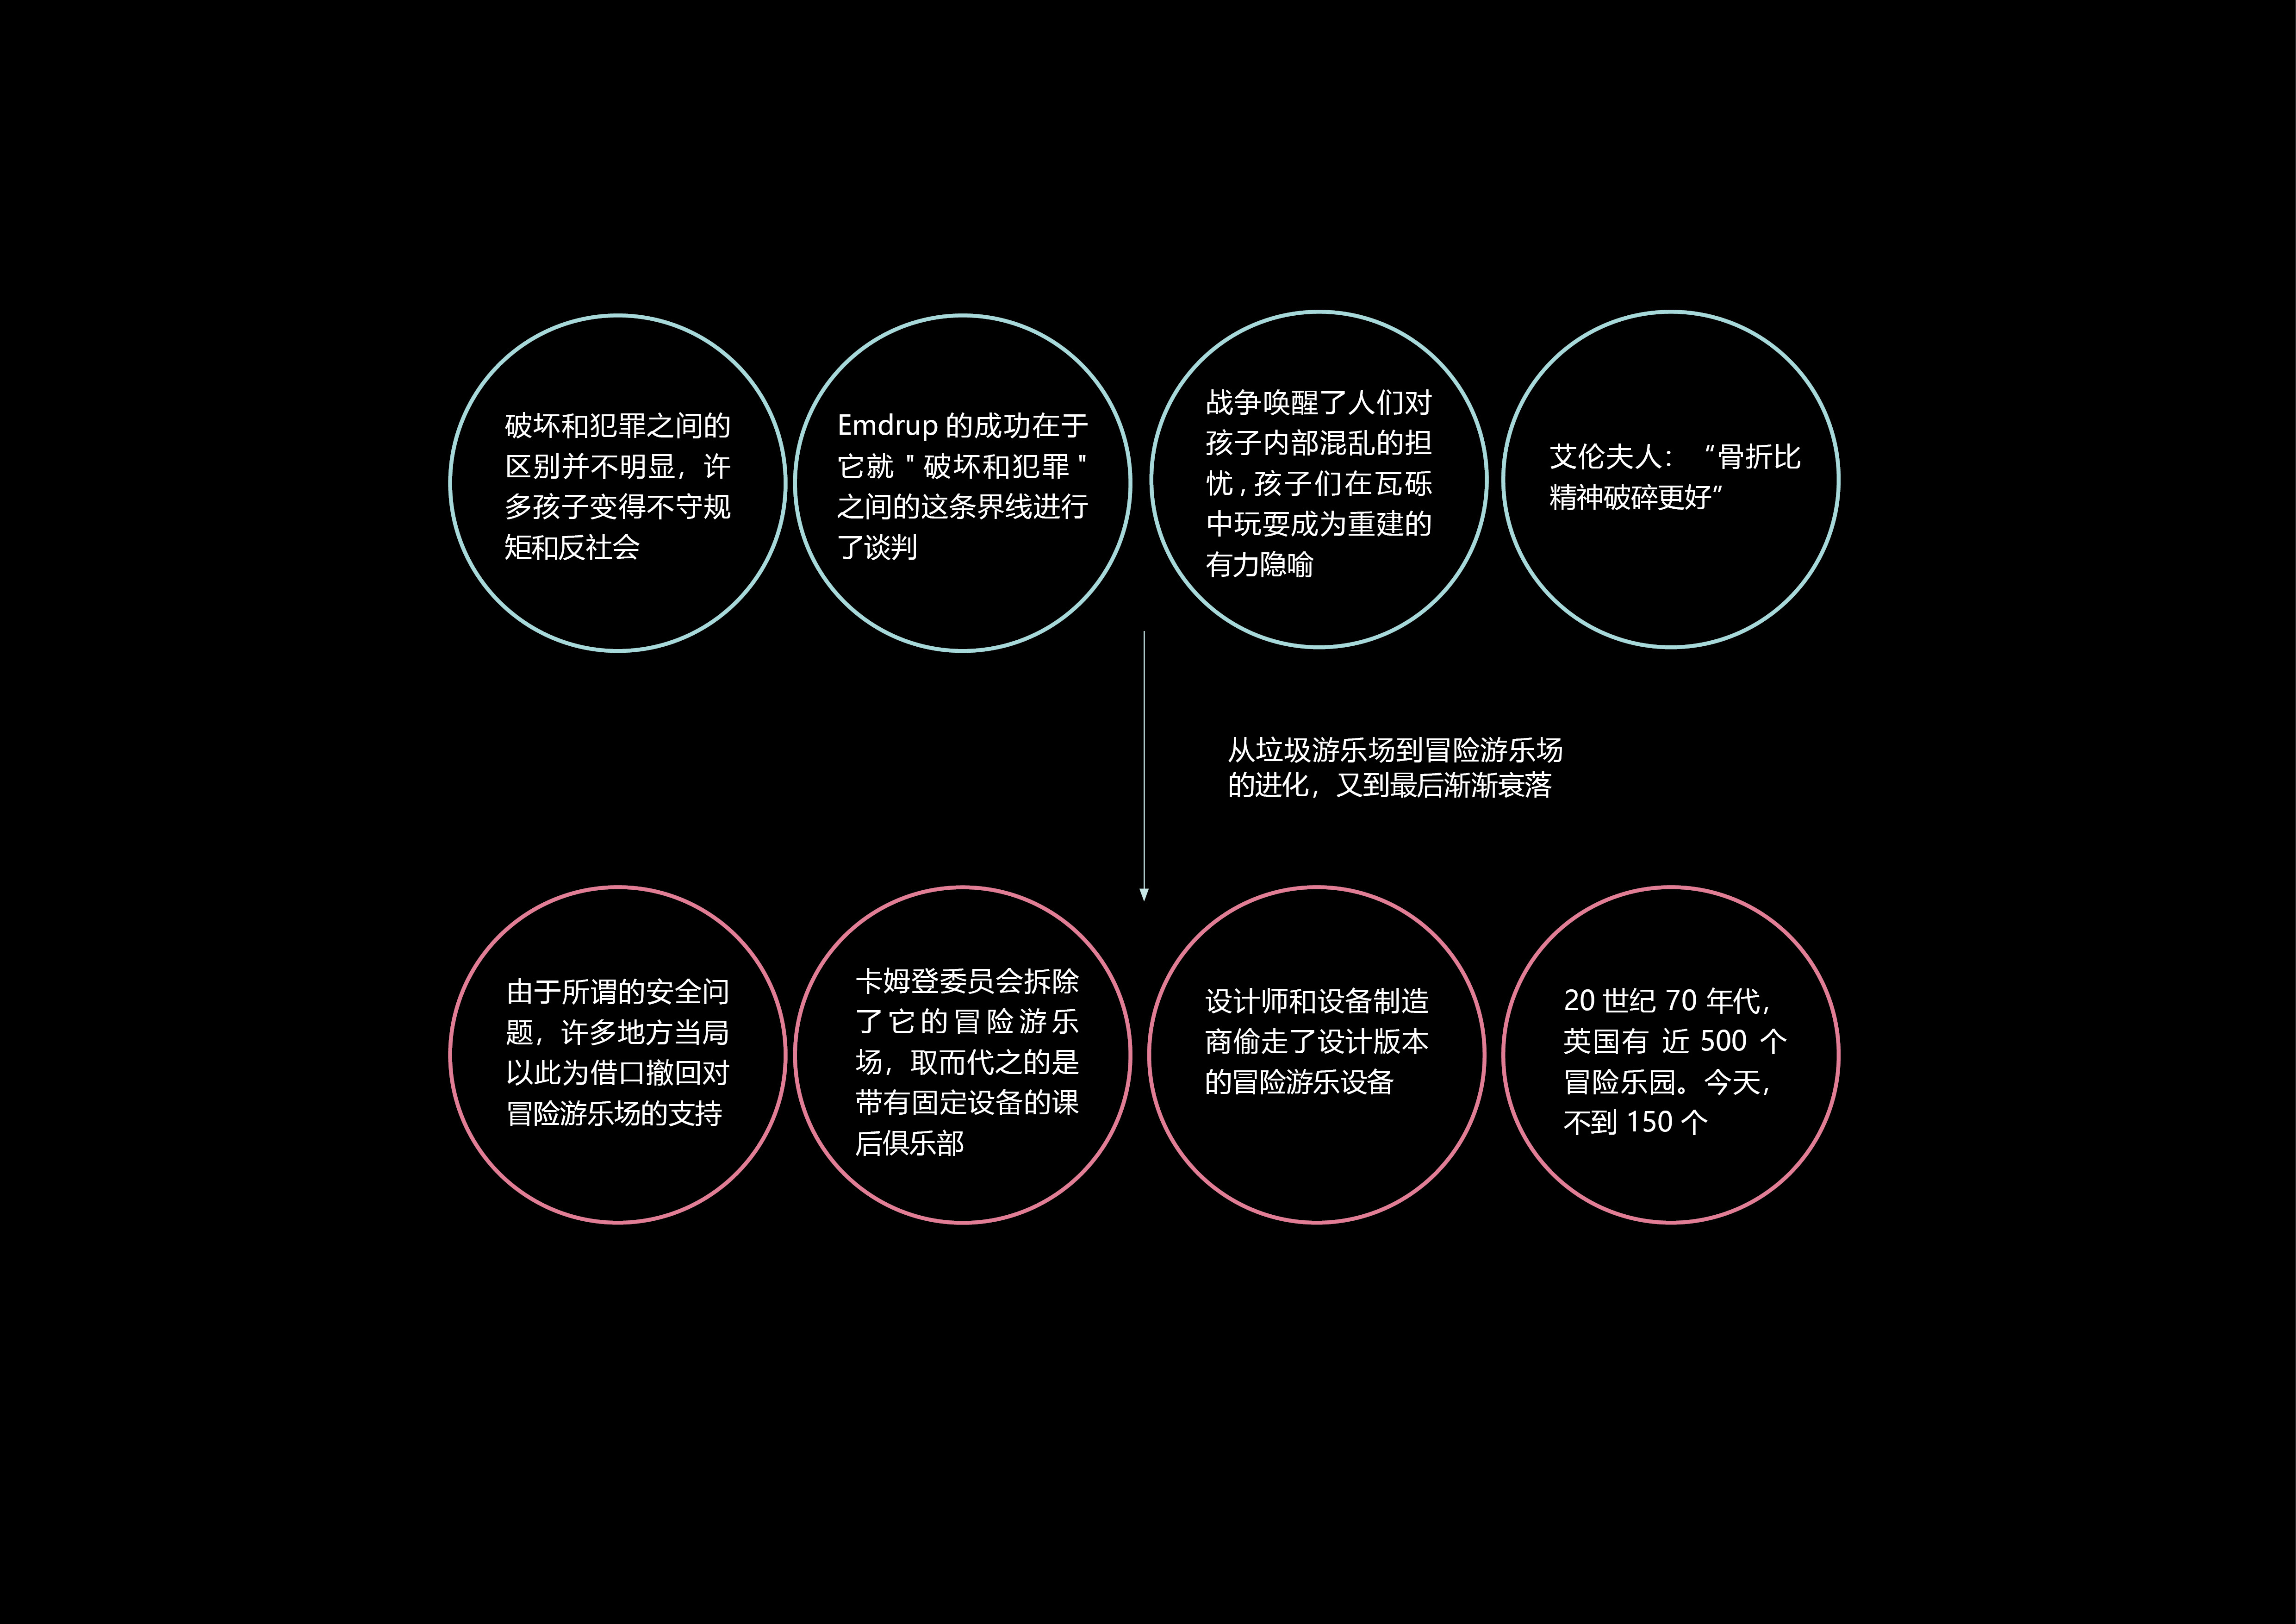 破坏和犯罪之间的
区别并不明显，许
多孩子变得不守规
矩和反社会
Emdrup 的成功在于
它就 " 破坏和犯罪 "
之间的这条界线进行
了谈判
战争唤醒了人们对
孩子内部混乱的担
忧 , 孩子们在瓦砾
中玩耍成为重建的
有力隐喻
艾伦夫人：“骨折比
精神破碎更好”
从垃圾游乐场到冒险游乐场
的进化，又到最后渐渐衰落
由于所谓的安全问
题，许多地方当局
以此为借口撤回对
冒险游乐场的支持
卡姆登委员会拆除
了它的冒险游乐
场，取而代之的是
带有固定设备的课
后俱乐部
设计师和设备制造
商偷走了设计版本
的冒险游乐设备
20 世纪 70 年代，
英国有 近 500 个
冒险乐园。今天，
不到 150 个